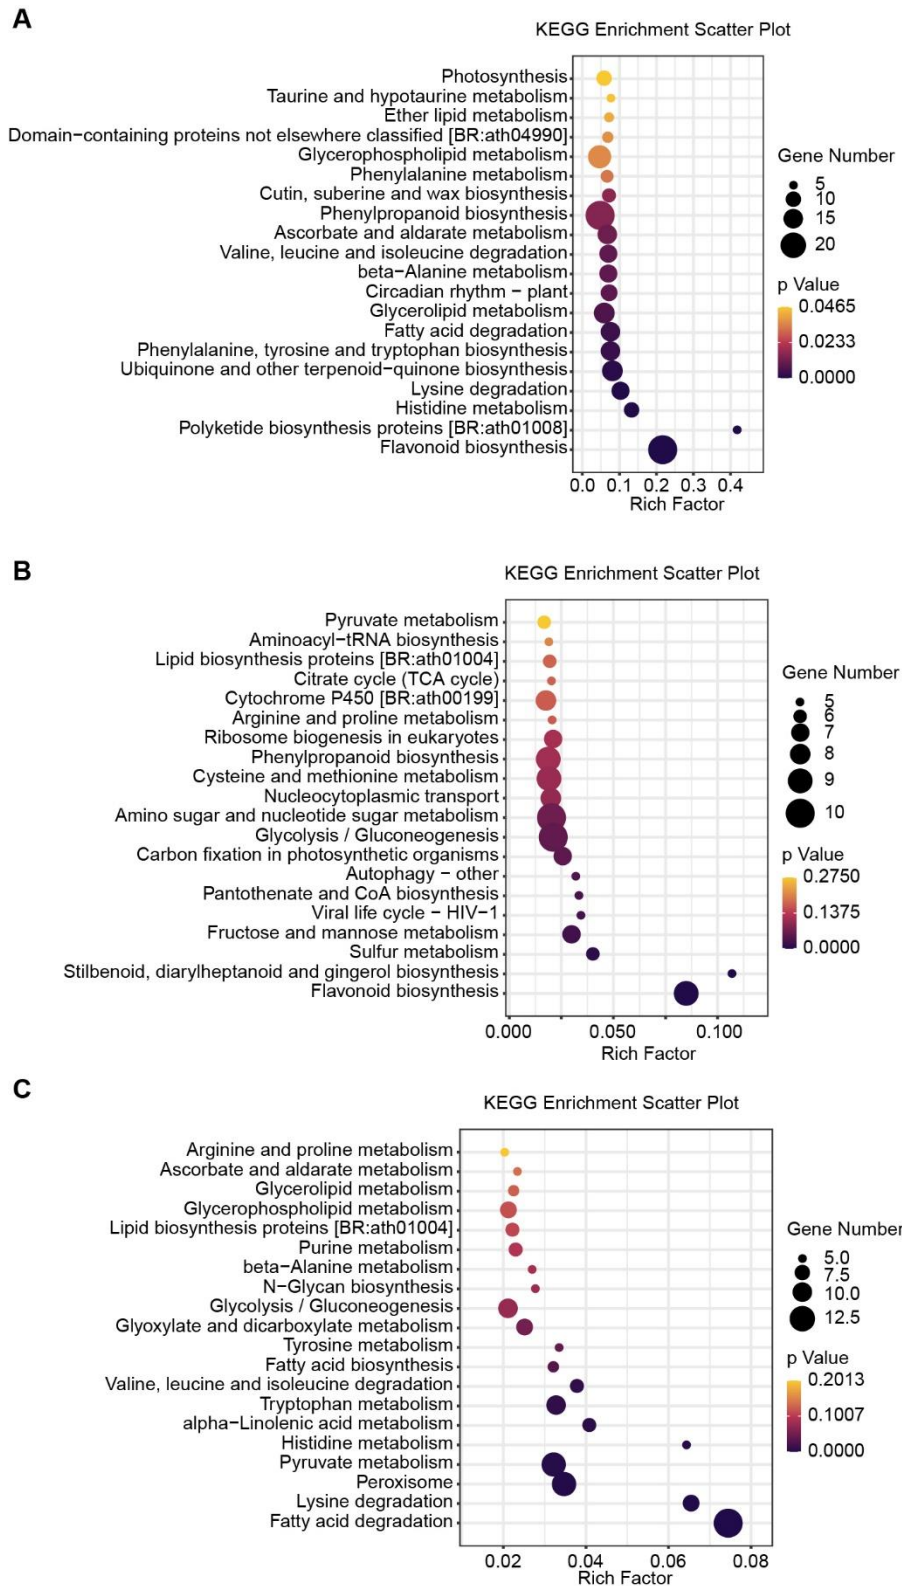 A
KEGG Enrichment Scatter Plot
Photosynthesis
Taurine and hypotaurine metabolism
Ether lipid metabolism
Domain−containing proteins not elsewhere classified [BR:ath04990]
Glycerophospholipid metabolism
Phenylalanine metabolism
Cutin, suberine and wax biosynthesis
Phenylpropanoid biosynthesis
Ascorbate and aldarate metabolism
Valine, leucine and isoleucine degradation
beta−Alanine metabolism
Circadian rhythm − plant
Glycerolipid metabolism
Fatty acid degradation
Phenylalanine, tyrosine and tryptophan biosynthesis
Ubiquinone and other terpenoid−quinone biosynthesis
Lysine degradation
Histidine metabolism
Polyketide biosynthesis proteins [BR:ath01008]
Flavonoid biosynthesis
0.0 0.1 0.2 0.3 0.4
Rich Factor
Gene Number
5
10
15
20
p Value
0.0465
0.0233
0.0000
B
KEGG Enrichment Scatter Plot
Pyruvate metabolism
Aminoacyl−tRNA biosynthesis
Lipid biosynthesis proteins [BR:ath01004]
Citrate cycle (TCA cycle)
Cytochrome P450 [BR:ath00199]
Arginine and proline metabolism
Ribosome biogenesis in eukaryotes
Phenylpropanoid biosynthesis
Cysteine and methionine metabolism
Nucleocytoplasmic transport
Amino sugar and nucleotide sugar metabolism
Glycolysis / Gluconeogenesis
Carbon fixation in photosynthetic organisms
Autophagy − other
Pantothenate and CoA biosynthesis
Viral life cycle − HIV−1
Fructose and mannose metabolism
Sulfur metabolism
Stilbenoid, diarylheptanoid and gingerol biosynthesis
Flavonoid biosynthesis
0.000 0.050 0.100
Rich Factor
Gene Number
5
6
7
8
9
10
p Value
0.2750
0.1375
0.0000
C
KEGG Enrichment Scatter Plot
Arginine and proline metabolism
Ascorbate and aldarate metabolism
Glycerolipid metabolism
Glycerophospholipid metabolism
Lipid biosynthesis proteins [BR:ath01004]
Purine metabolism
beta−Alanine metabolism
N−Glycan biosynthesis
Glycolysis / Gluconeogenesis
Glyoxylate and dicarboxylate metabolism
Tyrosine metabolism
Fatty acid biosynthesis
Valine, leucine and isoleucine degradation
Tryptophan metabolism
alpha−Linolenic acid metabolism
Histidine metabolism
Pyruvate metabolism
Peroxisome
Lysine degradation
Fatty acid degradation
0.02 0.04 0.06 0.08
Rich Factor
Gene Number
5.0
7.5
10.0
12.5
p Value
0.2013
0.1007
0.0000